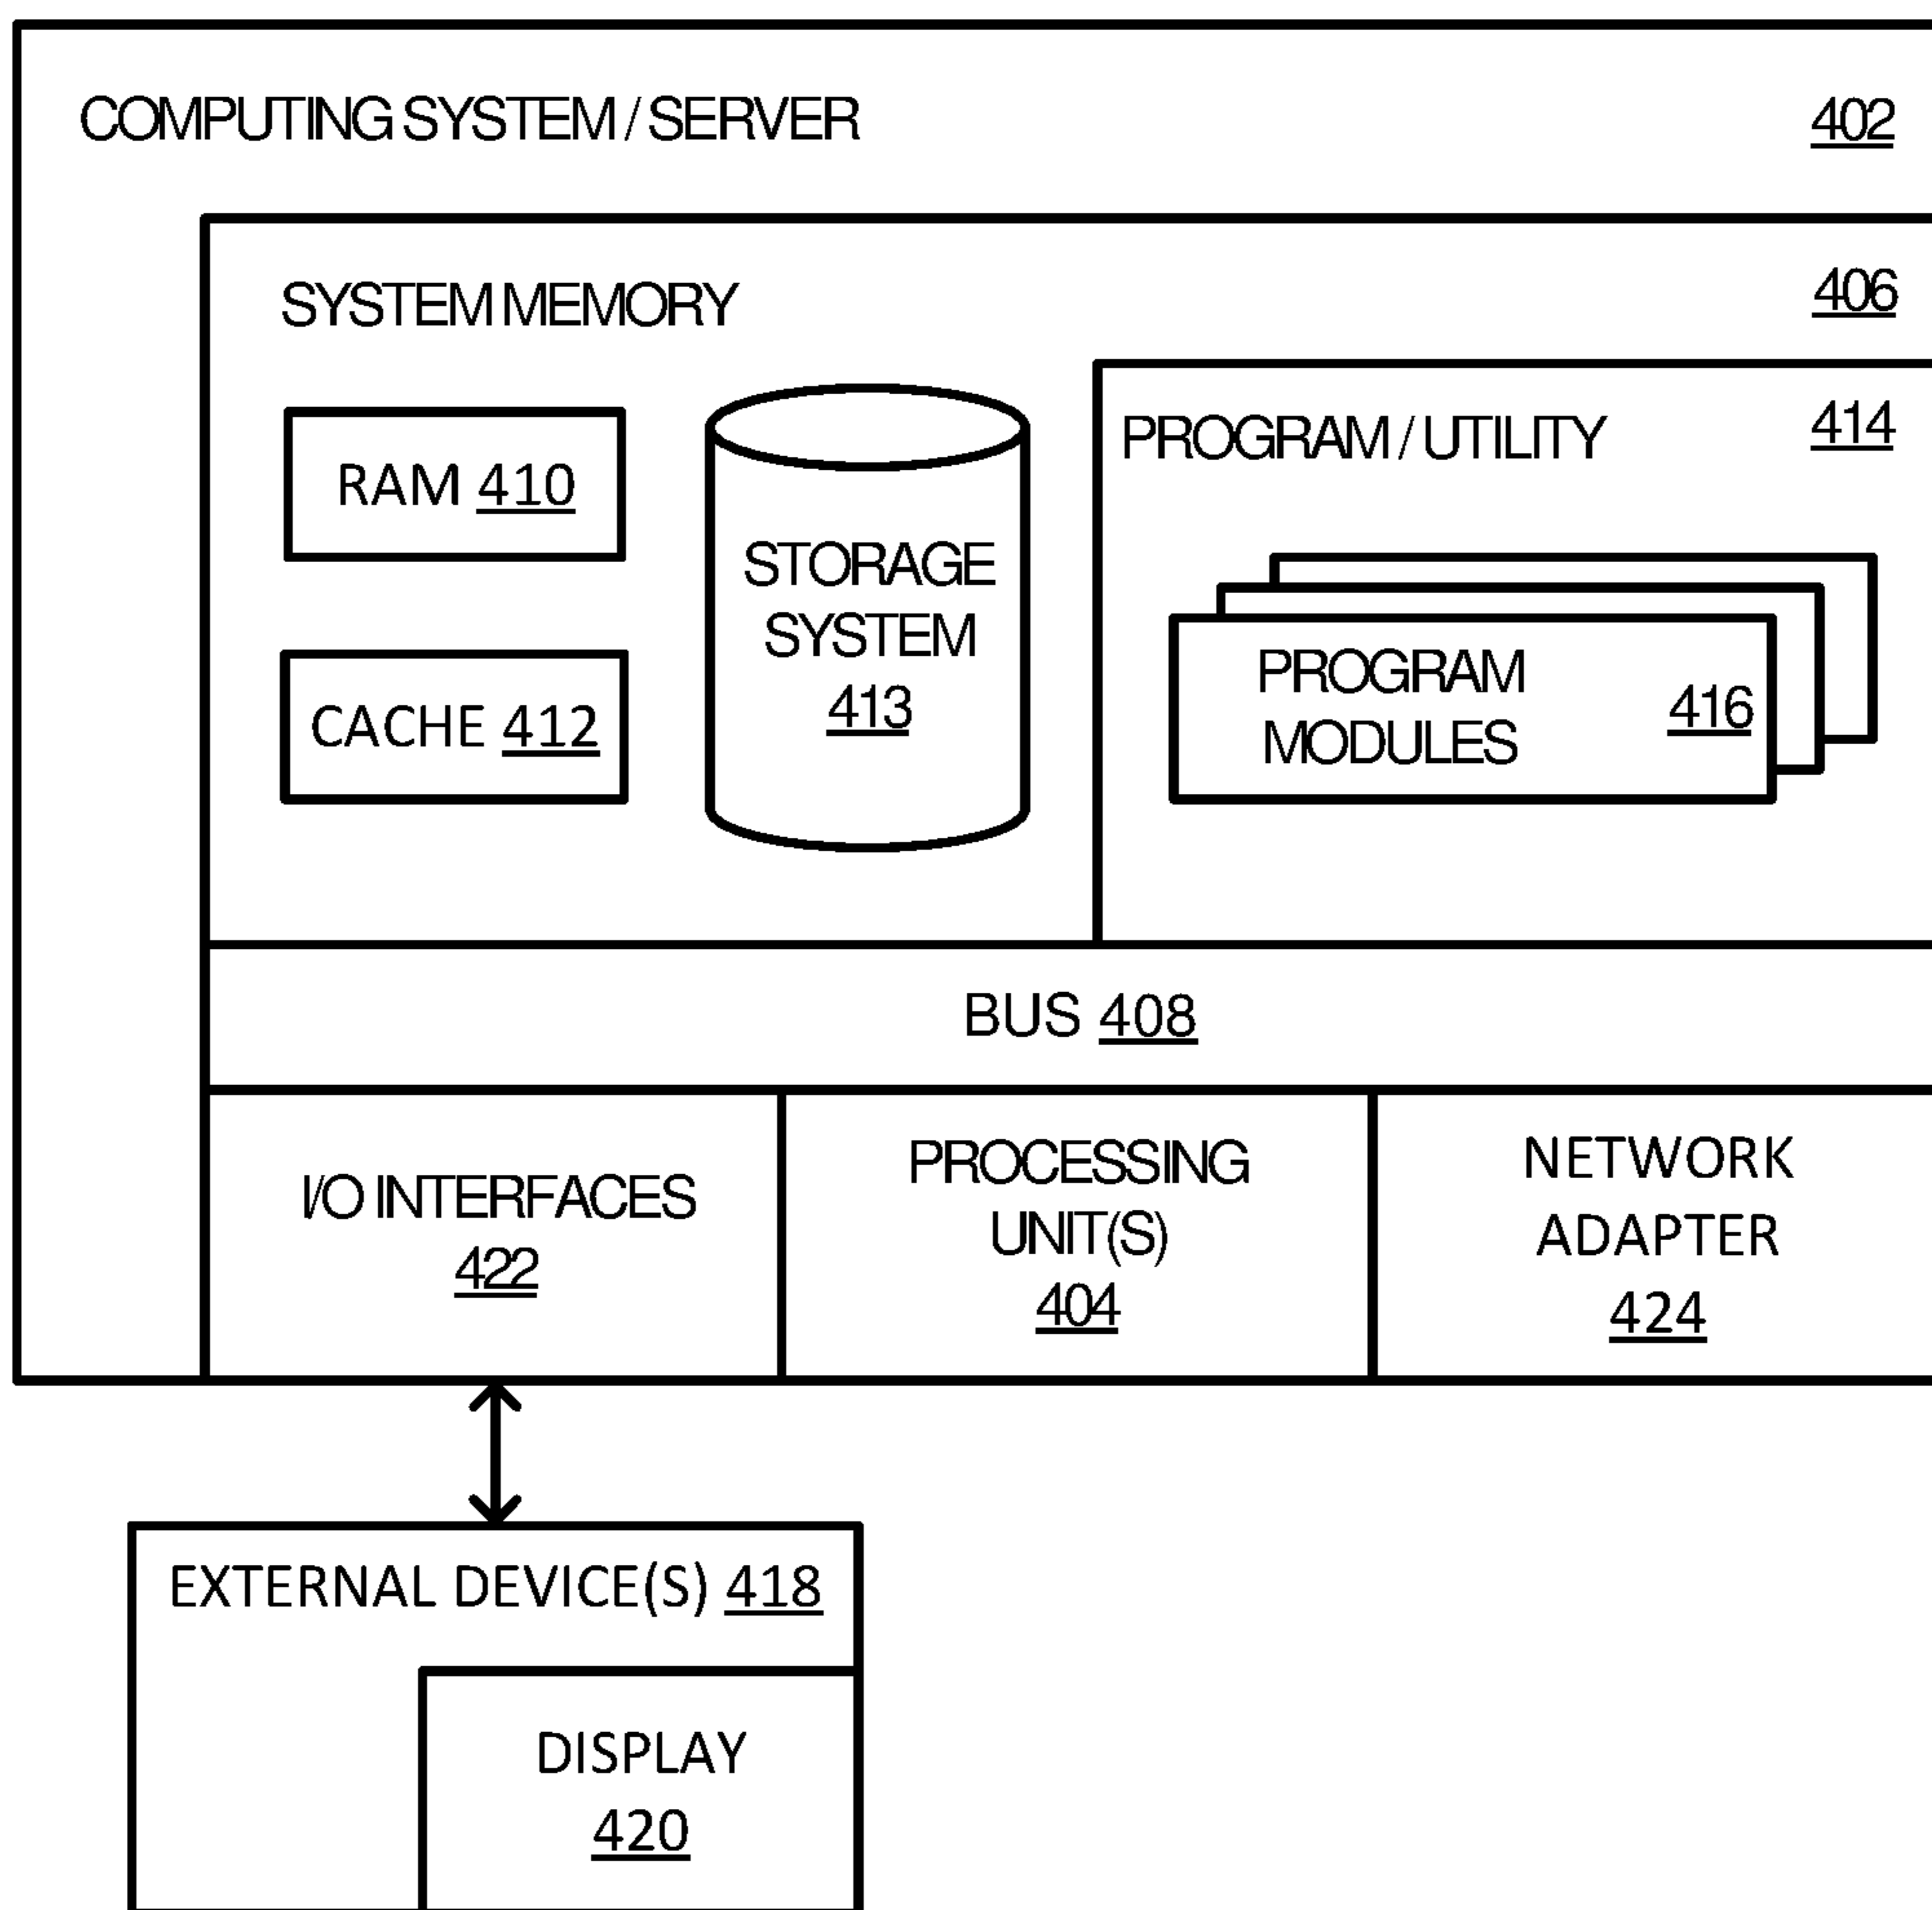 COMPUTING SYSTEM / SERVER 402
SYSTEM MEMORY 406
RAM 410
CACHE 412
STORAGE
SYSTEM
413
PROGRAM / UTILITY 414
PROGRAM
MODULES
416
BUS 408
I/O INTERFACES
422
PROCESSING
UNIT(S)
404
NETWORK
ADAPTER
424
EXTERNAL DEVICE(S) 418
DISPLAY
420